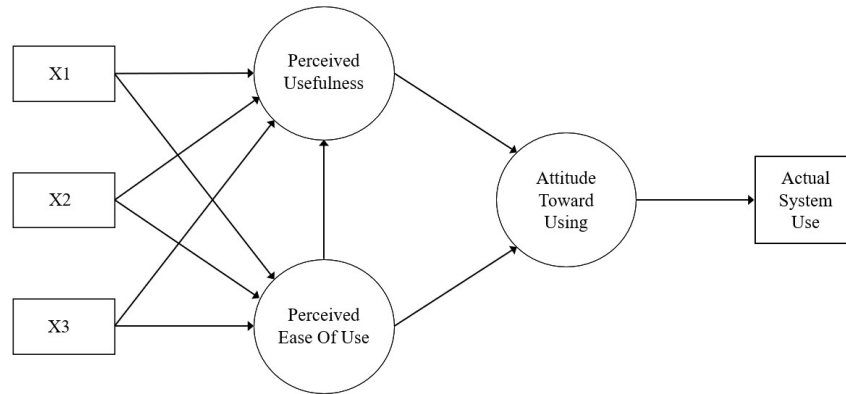 X1
Perceived
Usefulness
X2
Attitude
Toward
Using
Actual
System
Use
X3
Perceived
Ease Of Use